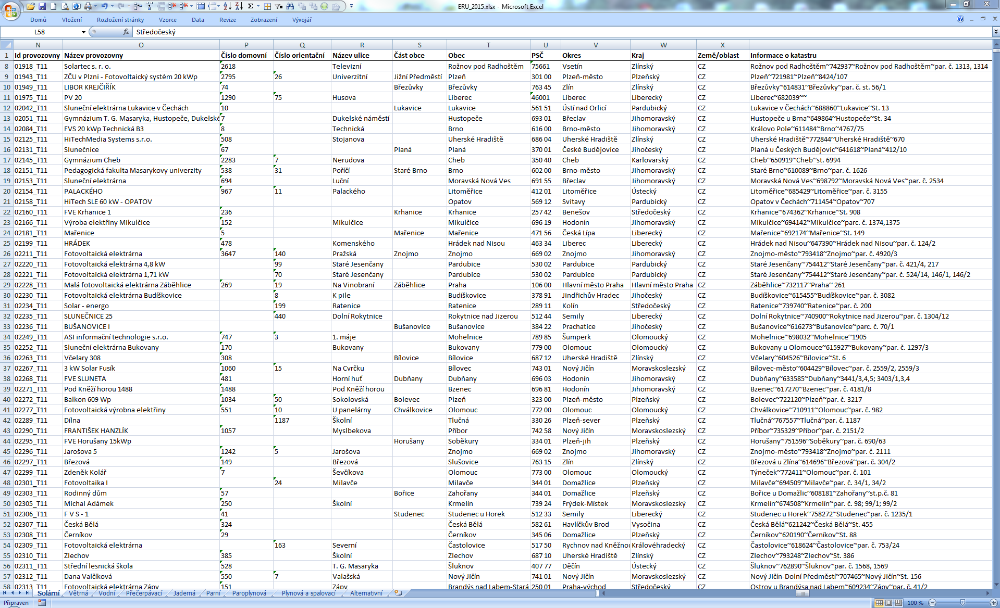 ERU_2015.xlsx - Microsoft Excel
Domů Vložení Rozložení stránky Vzorce Data Revize Zobrazení Vývojář
L58 fx Středočeský
N O P Q R S T U V W X
1 Id provozovny Název provozovny Číslo domovní Číslo orientační Název ulice Část obce Obec PSČ Okres Kraj Země/oblast Informace o katastru
8 01918_T11 Solartec s. r. o. 2618 Televizní Rožnov pod Radhoštěm 75661 Vsetín Zlínský CZ Rožnov pod Radhoštěm~742937~Rožnov pod Radhoštěm~par. č. 1313, 1314
9 01943_T11 ZČU v Plzni - Fotovoltaický systém 20 kWp 2795 26 Univerzitní Jižní Předměstí Plzeň 301 00 Plzeň-město Plzeňský CZ Plzeň~721981~Plzeň~8424/107
10 01949_T11 LIBOR KREJČIŘÍK 74 Březůvky Březůvky 763 45 Zlín Zlínský CZ Březůvky~614831~Březůvky~par. č. st. 56/1
11 01975_T11 PV 20 1290 75 Husova Liberec 46001 Liberec Liberecký CZ Liberec~682039~~
12 02042_T11 Sluneční elektrárna Lukavice v Čechách 10 Lukavice Lukavice 561 51 Ústí nad Orlicí Pardubický CZ Lukavice v Čechách~688860~Lukavice~St. 13
13 02051_T11 Gymnázium T. G. Masaryka, Hustopeče, Dukelské 7 Dukelské náměstí Hustopeče 693 01 Břeclav Jihomoravský CZ Hustopeče u Brna~649864~Hustopeče~St. 34
14 02084_T11 FVS 20 kWp Technická B3 8 Technická Brno 616 00 Brno-město Jihomoravský CZ Královo Pole~611484~Brno~4767/75
15 02125_T11 HiTechMedia Systems s.r.o. 508 Stojanova Uherské Hradiště 686 04 Uherské Hradiště Zlínský CZ Uherské Hradiště~772844~Uherské Hradiště~670
16 02131_T11 Slunečnice 67 Planá Planá 370 01 České Budějovice Jihočeský CZ Planá u Českých Budějovic~641618~Planá~412/10
17 02145_T11 Gymnázium Cheb 2283 7 Nerudova Cheb 350 40 Cheb Karlovarský CZ Cheb~650919~Cheb~st. 6994
18 02151_T11 Pedagogická fakulta Masarykovy univerzity 538 31 Poříčí Staré Brno Brno 602 00 Brno-město Jihomoravský CZ Staré Brno~610089~Brno~par. č. 1626
19 02153_T11 Sluneční elektrárna 694 Luční Moravská Nová Ves 691 55 Břeclav Jihomoravský CZ Moravská Nová Ves~698792~Moravská Nová Ves~par. č. 2534
20 02154_T11 PALACKÉHO 967 11 Palackého Litoměřice 412 01 Litoměřice Ústecký CZ Litoměřice~685429~Litoměřice~par. č. 3155
21 02158_T11 HiTech SLE 60 kW - OPATOV Opatov 569 12 Svitavy Pardubický CZ Opatov v Čechách~711454~Opatov~707
22 02160_T11 FVE Krhanice 1 236 Krhanice Krhanice 257 42 Benešov Středočeský CZ Krhanice~674362~Krhanice~St. 908
23 02166_T11 Výroba elektřiny Mikulčice 152 Mikulčice Mikulčice 696 19 Hodonín Jihomoravský CZ Mikulčice~694142~Mikulčice~parc. č. 1374,1375
24 02181_T11 Mařenice 5 Mařenice Mařenice 471 56 Česká Lípa Liberecký CZ Mařenice~692174~Mařenice~St. 149
25 02199_T11 HRÁDEK 478 Komenského Hrádek nad Nisou 463 34 Liberec Liberecký CZ Hrádek nad Nisou~647390~Hrádek nad Nisou~par. č. 124/2
26 02211_T11 Fotovoltaická elektrárna 3647 140 Pražská Znojmo Znojmo 669 02 Znojmo Jihomoravský CZ Znojmo-město~793418~Znojmo~par. č. 4920/3
27 02220_T11 Fotovoltaická elektrárna 4,8 kW 99 Staré Jesenčany Pardubice 530 02 Pardubice Pardubický CZ Staré Jesenčany~754412~Staré Jesenčany~par. č. 421/4, 217
28 02221_T11 Fotovoltaická elektrárna 1,71 kW 70 Staré Jesenčany Pardubice 530 02 Pardubice Pardubický CZ Staré Jesenčany~754412~Staré Jesenčany~par. č. 524/14, 146/1, 146/2
29 02228_T11 Malá fotovoltaická elektrárna Záběhlice 269 19 Na Vinobraní Záběhlice Praha 106 00 Hlavní město Praha Hlavní město Praha CZ Záběhlice~732117~Praha~ 261
30 02230_T11 Fotovoltaická elektrárna Budíškovice 8 K pile Budíškovice 378 91 Jindřichův Hradec Jihočeský CZ Budíškovice~615455~Budíškovice~par. č. 3082
31 02234_T11 Solar - energo 199 Ratenice Ratenice 289 11 Kolín Středočeský CZ Ratenice~739740~Ratenice~par. č. 200
32 02235_T11 SLUNEČNICE 25 440 Dolní Rokytnice Rokytnice nad Jizerou 512 44 Semily Liberecký CZ Dolní Rokytnice~740900~Rokytnice nad Jizerou~par. č. 1304/12
33 02236_T11 BUŠANOVICE I Bušanovice Bušanovice 384 22 Prachatice Jihočeský CZ Bušanovice~616273~Bušanovice~parc. č. 70/1
34 02249_T11 ASI informační technologie s.r.o. 747 3 1. máje Mohelnice 789 85 Šumperk Olomoucký CZ Mohelnice~698032~Mohelnice~1905
35 02252_T11 Sluneční elektrárna Bukovany 170 Bukovany Bukovany 779 00 Olomouc Olomoucký CZ Bukovany u Olomouce~615927~Bukovany~par. č. 1297/3
36 02263_T11 Včelary 308 308 Bílovice Bílovice 687 12 Uherské Hradiště Zlínský CZ Včelary~604526~Bílovice~St. 6
37 02267_T11 3 kW Solar Fusík 1060 15 Na Cvrčku Bílovec 743 01 Nový Jičín Moravskoslezský CZ Bílovec-město~604429~Bílovec~par. č. 2559/2, 2559/3
38 02268_T11 FVE SLUNETA 481 Horní huť Dubňany Dubňany 696 03 Hodonín Jihomoravský CZ Dubňany~633585~Dubňany~3441/3,4,5; 3403/1,3,4
39 02271_T11 Pod Kněží horou 1488 1488 Pod Kněží horou Bzenec 696 81 Hodonín Jihomoravský CZ Bzenec~617270~Bzenec~par. č. 4181/8
40 02272_T11 Balkon 609 Wp 1034 50 Sokolovská Bolevec Plzeň 323 00 Plzeň-město Plzeňský CZ Bolevec~722120~Plzeň~par. č. 3217
41 02277_T11 Fotovoltaická výrobna elektřiny 551 10 U panelárny Chválkovice Olomouc 772 00 Olomouc Olomoucký CZ Chválkovice~710911~Olomouc~par. č. 982
42 02289_T11 Dílna 1187 Školní Tlučná 330 26 Plzeň-sever Plzeňský CZ Tlučná~767557~Tlučná~par. č. 1187
43 02290_T11 FRANTIŠEK HANZLÍK 1057 Myslbekova Příbor 742 58 Nový Jičín Moravskoslezský CZ Příbor~735329~Příbor~par. č. 2151/2
44 02295_T11 FVE Horušany 15kWp Horušany Soběkury 334 01 Plzeň-jih Plzeňský CZ Horušany~751596~Soběkury~par. č. 690/63
45 02296_T11 Jarošova 5 1242 5 Jarošova Znojmo 669 02 Znojmo Jihomoravský CZ Znojmo-město~793418~Znojmo~par. č. 2111
46 02297_T11 Březová 149 Březová Slušovice 763 15 Zlín Zlínský CZ Březová u Zlína~614696~Březová~par. č. 304/2
47 02299_T11 Zdeněk Kolář 7 Ševčíkova Olomouc 773 00 Olomouc Olomoucký CZ Týneček~772411~Olomouc~par. č. 101
48 02301_T11 Fotovoltaika I 24 Milavče Milavče 344 01 Domažlice Plzeňský CZ Milavče~694509~Milavče~par. č. 34/1, 34/2
49 02303_T11 Rodinný dům 57 Bořice Zahořany 344 01 Domažlice Plzeňský CZ Bořice u Domažlic~608181~Zahořany~st.p.č. 81
50 02305_T11 Michal Adámek 250 Školní Krmelín 739 24 Frýdek-Místek Moravskoslezský CZ Krmelín~674508~Krmelín~par. č. 98; 99/1; 99/2
51 02306_T11 F V S - 1 41 Studenec Studenec u Horek 512 33 Semily Liberecký CZ Studenec u Horek~758272~Studenec~par. č. 1235/1
52 02307_T11 Česká Bělá 324 Česká Bělá 582 61 Havlíčkův Brod Vysočina CZ Česká Bělá~621242~Česká Bělá~St. 455
53 02308_T11 Černíkov 29 Černíkov 345 06 Domažlice Plzeňský CZ Černíkov~620190~Černíkov~St. 88
54 02309_T11 Fotovoltaická elektrárna 163 Severní Častolovice 517 50 Rychnov nad Kněžnou Královéhradecký CZ Častolovice~618624~Častolovice~par. č. 753/24
55 02310_T11 Zlechov 385 Školní Zlechov 687 10 Uherské Hradiště Zlínský CZ Zlechov~793248~Zlechov~St. 386
56 02311_T11 Střední lesnická škola 528 T. G. Masaryka Šluknov 407 77 Děčín Ústecký CZ Šluknov~762890~Šluknov~par. č. 1568, 1569
57 02312_T11 Dana Valčíková 550 7 Valašská Nový Jičín 741 01 Nový Jičín Moravskoslezský CZ Nový Jičín-Dolní Předměstí~707465~Nový Jičín~St. 156
58 02313_T11 Fotovoltaická elektrárna Zápy 151 Zápy Brandýs nad Labem-Stará 250 01 Praha-východ Středočeský CZ Ostrov u Brandýsa nad Labem~609234~Zápy~par. č. 41/2
Solární Větrná Vodní Přečerpávací Jaderná Parní Paroplynová Plynová a spalovací Alternativní
Připraven 100 %